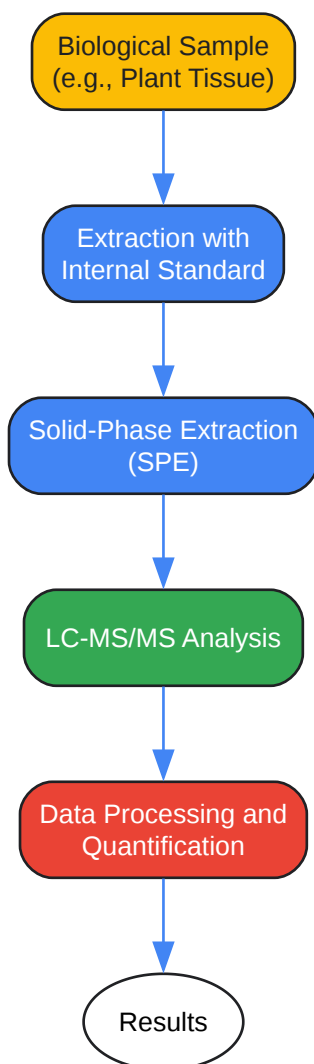 Biological Sample
(e.g., Plant Tissue)
Extraction with
Internal Standard
Solid-Phase Extraction
(SPE)
LC-MS/MS Analysis
Data Processing and
Quantification
Results